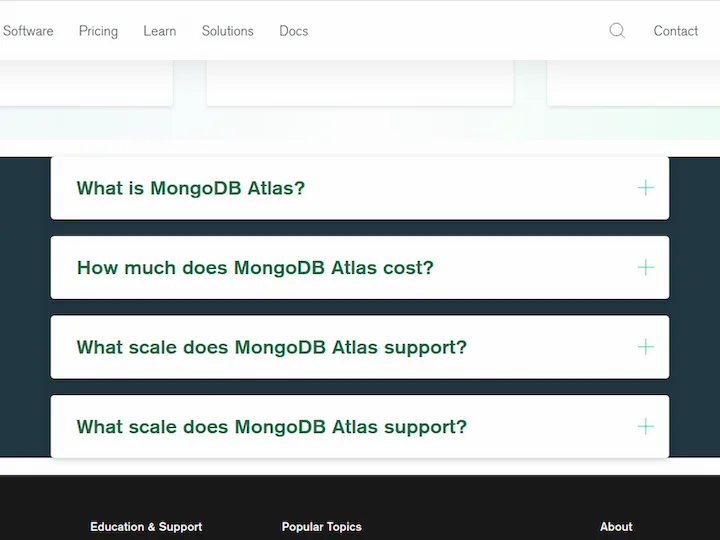 Software Pricing Learn Solutions Docs Contact
What is MongoDB Atlas?
How much does MongoDB Atlas cost?
What scale does MongoDB Atlas support?
What scale does MongoDB Atlas support?
Education & Support Popular Topics About